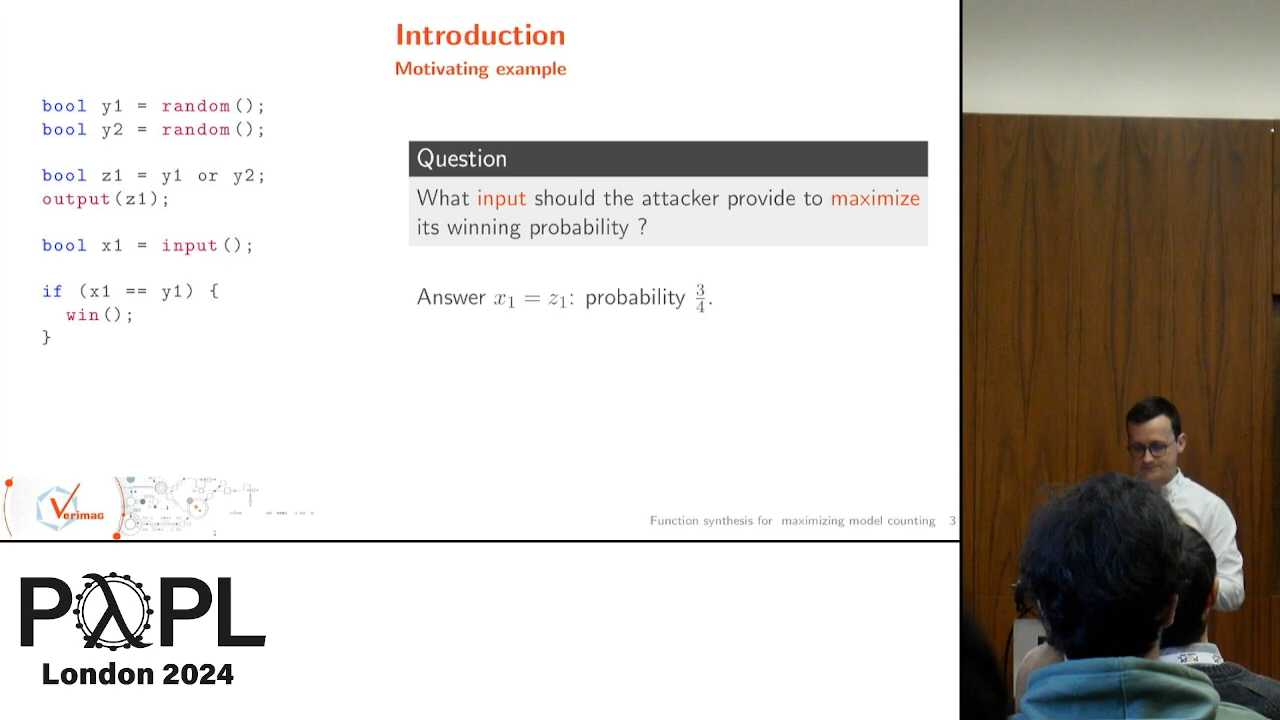 Introduction
Motivating example
bool y1 = random();
bool y2 = random();
bool z1 = y1 or y2;
output(z1);
bool x1 = input();
if (x1 == y1) {
win();
}
Question
What input should the attacker provide to maximize
its winning probability ?
Answer x₁ = z₁: probability 3/4.
Verimag
Function synthesis for maximizing model counting 3
PλPL
London 2024